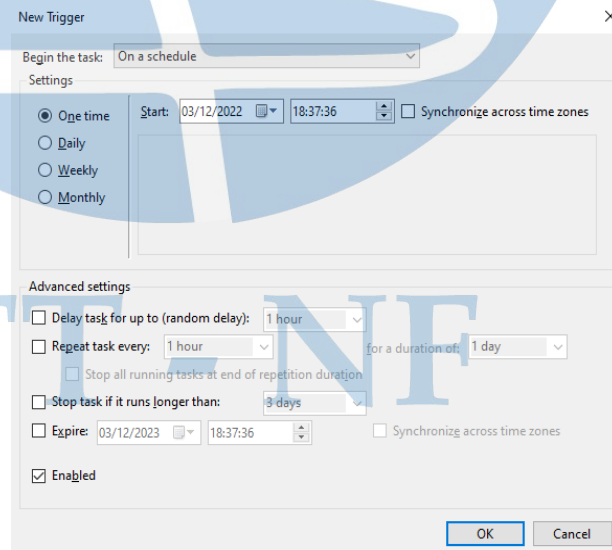 New Trigger
Begin the task: On a schedule
Settings
One time
Start: 03/12/2022 18:37:36 Synchronize across time zones
Daily
Weekly
Monthly
Advanced settings
Delay task for up to (random delay): 1 hour
Repeat task every: 1 hour for a duration of: 1 day
Stop all running tasks at end of repetition duration
Stop task if it runs longer than: 3 days
Expire: 03/12/2023 18:37:36 Synchronize across time zones
Enabled
OK Cancel
T-NF